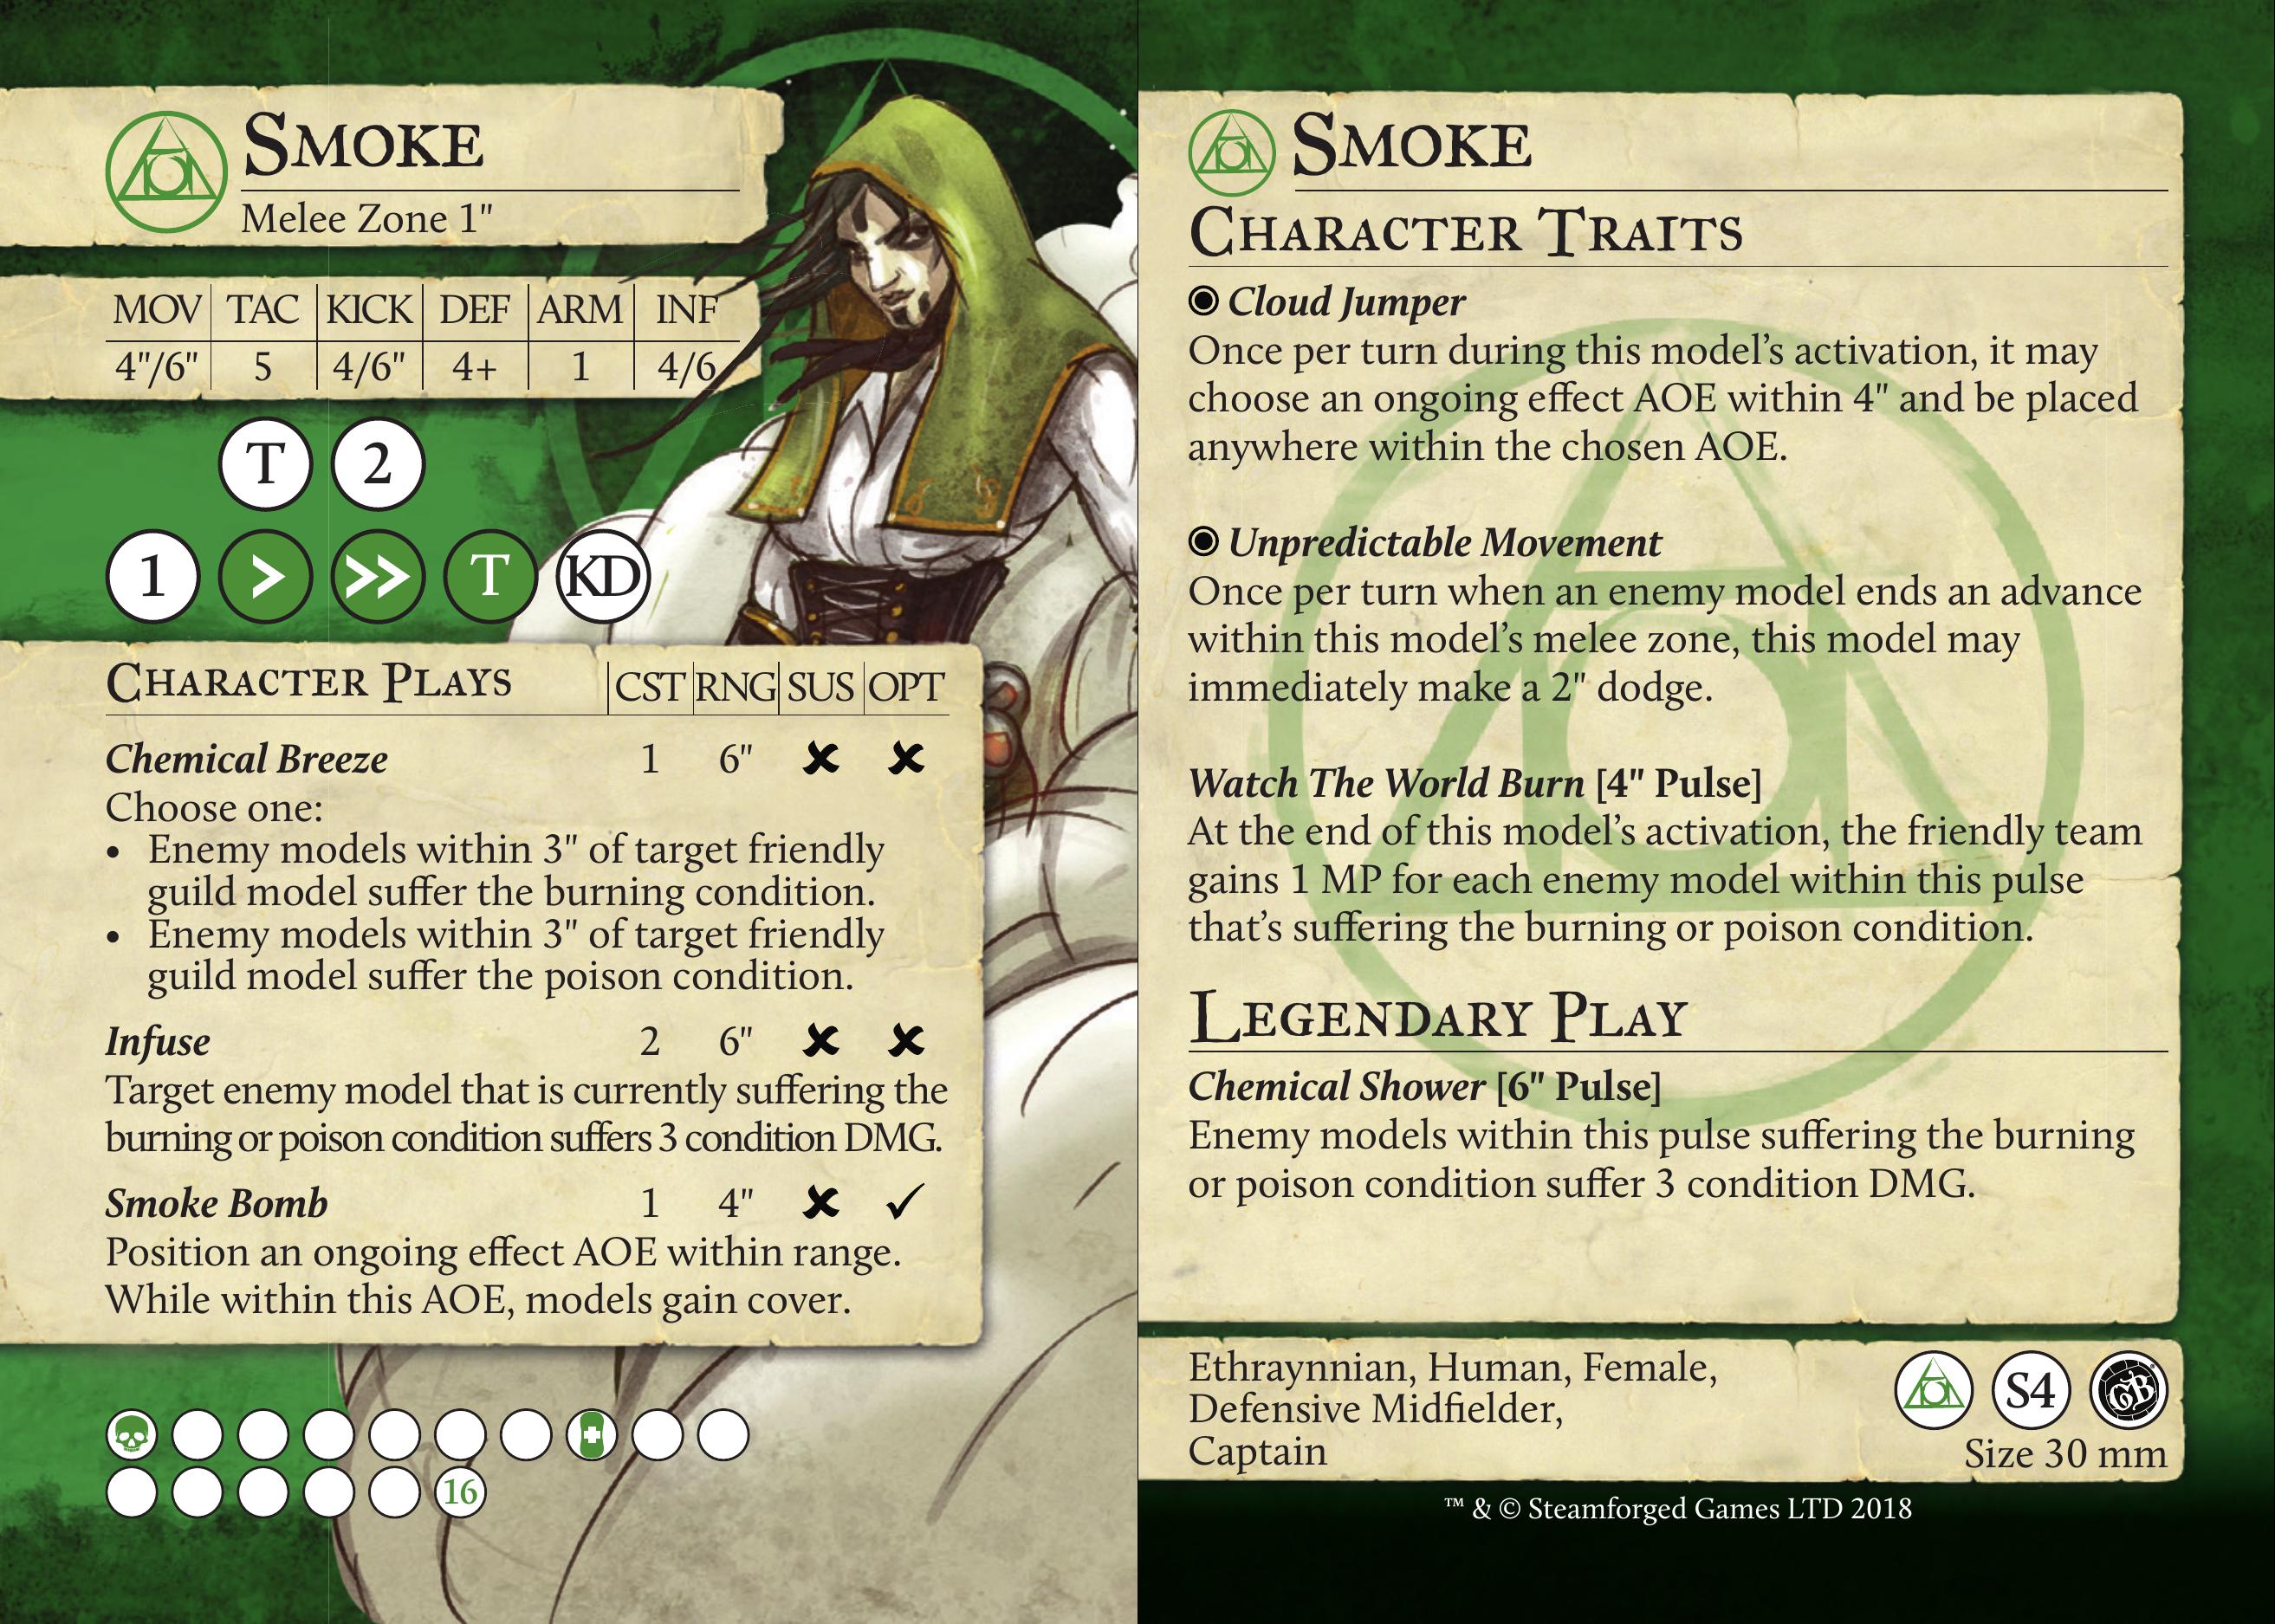 SMOKE
Melee Zone 1"
MOV TAC KICK DEF ARM INF
4"/6" 5 4/6" 4+ 1 4/6
T 2
1 > >> T KD
CHARACTER PLAYS CST RNG SUS OPT
Chemical Breeze 1 6" ✘ ✘
Choose one:
• Enemy models within 3" of target friendly
guild model suffer the burning condition.
• Enemy models within 3" of target friendly
guild model suffer the poison condition.
Infuse 2 6" ✘ ✘
Target enemy model that is currently suffering the
burning or poison condition suffers 3 condition DMG.
Smoke Bomb 1 4" ✘ ✓
Position an ongoing effect AOE within range.
While within this AOE, models gain cover.
16
SMOKE
CHARACTER TRAITS
Cloud Jumper
Once per turn during this model's activation, it may
choose an ongoing effect AOE within 4" and be placed
anywhere within the chosen AOE.
Unpredictable Movement
Once per turn when an enemy model ends an advance
within this model's melee zone, this model may
immediately make a 2" dodge.
Watch The World Burn [4" Pulse]
At the end of this model's activation, the friendly team
gains 1 MP for each enemy model within this pulse
that's suffering the burning or poison condition.
LEGENDARY PLAY
Chemical Shower [6" Pulse]
Enemy models within this pulse suffering the burning
or poison condition suffer 3 condition DMG.
Ethraynnian, Human, Female,
Defensive Midfielder,
Captain
S4 GB
Size 30 mm
™ & © Steamforged Games LTD 2018